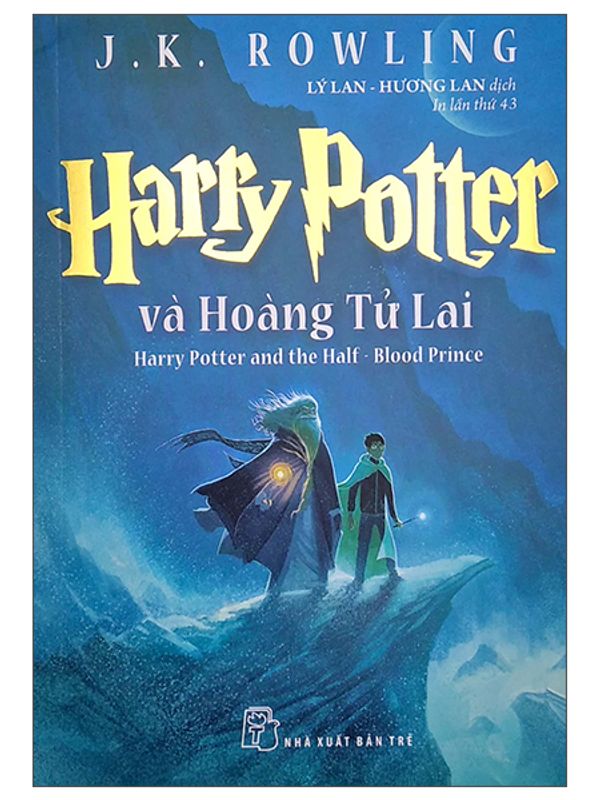 J. K. ROWLING
LÝ LAN - HƯƠNG LAN dịch
In lần thứ 43
Harry Potter
và Hoàng Tử Lai
Harry Potter and the Half - Blood Prince
NHÀ XUẤT BẢN TRẺ